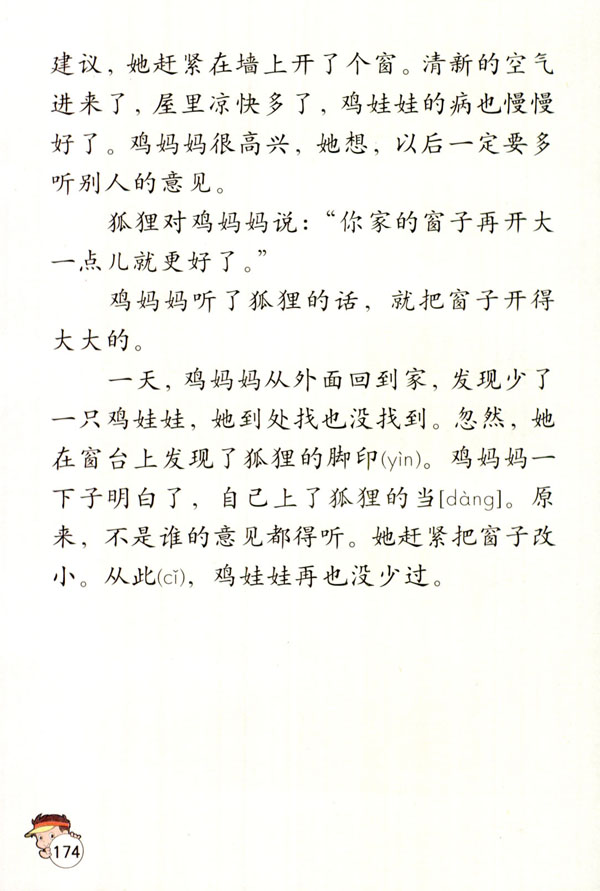 建议，她赶紧在墙上开了个窗。清新的空气
进来了，屋里凉快多了，鸡娃娃的病也慢慢
好了。鸡妈妈很高兴，她想，以后一定要多
听别人的意见。
狐狸对鸡妈妈说：“你家的窗子再开大
一点儿就更好了。”
鸡妈妈听了狐狸的话，就把窗子开得
大大的。
一天，鸡妈妈从外面回到家，发现少了
一只鸡娃娃，她到处找也没找到。忽然，她
在窗台上发现了狐狸的脚印(yìn)。鸡妈妈一
下子明白了，自己上了狐狸的当[dàng]。原
来，不是谁的意见都得听。她赶紧把窗子改
小。从此(cǐ)，鸡娃娃再也没少过。
174